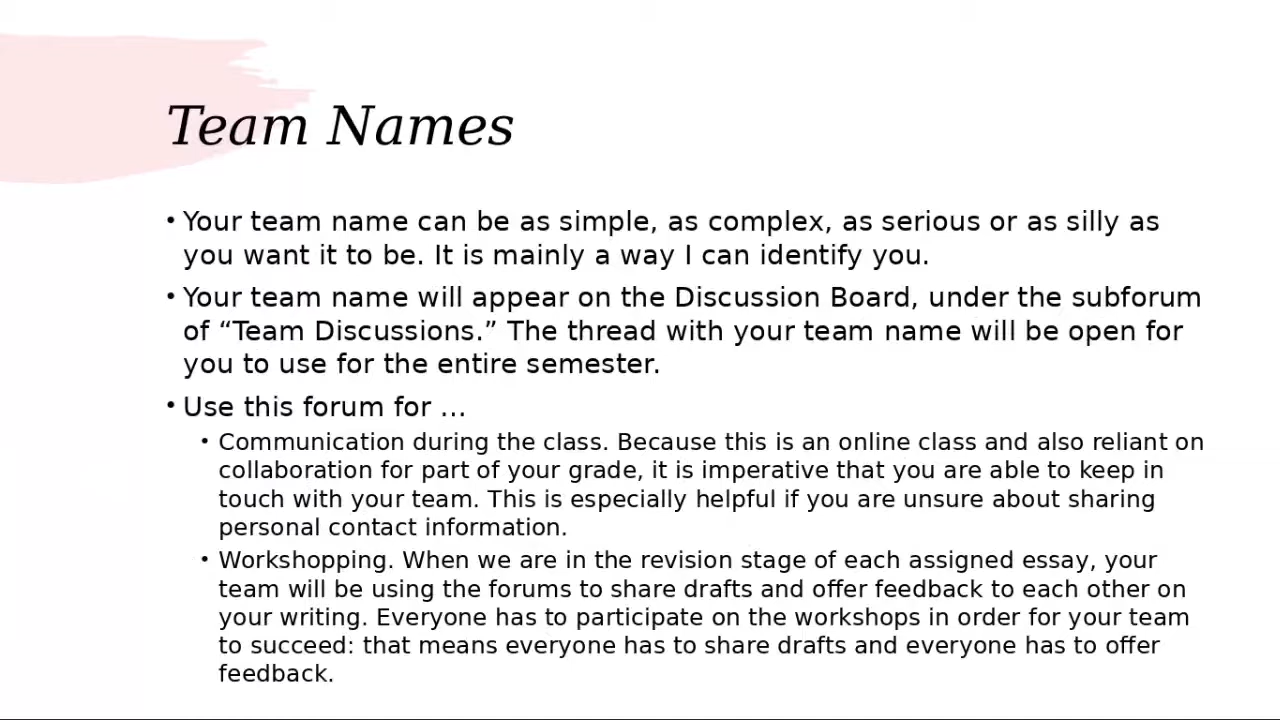 Team Names
• Your team name can be as simple, as complex, as serious or as silly as
you want it to be. It is mainly a way I can identify you.
• Your team name will appear on the Discussion Board, under the subforum
of “Team Discussions.” The thread with your team name will be open for
you to use for the entire semester.
• Use this forum for …
• Communication during the class. Because this is an online class and also reliant on
collaboration for part of your grade, it is imperative that you are able to keep in
touch with your team. This is especially helpful if you are unsure about sharing
personal contact information.
• Workshopping. When we are in the revision stage of each assigned essay, your
team will be using the forums to share drafts and offer feedback to each other on
your writing. Everyone has to participate on the workshops in order for your team
to succeed: that means everyone has to share drafts and everyone has to offer
feedback.